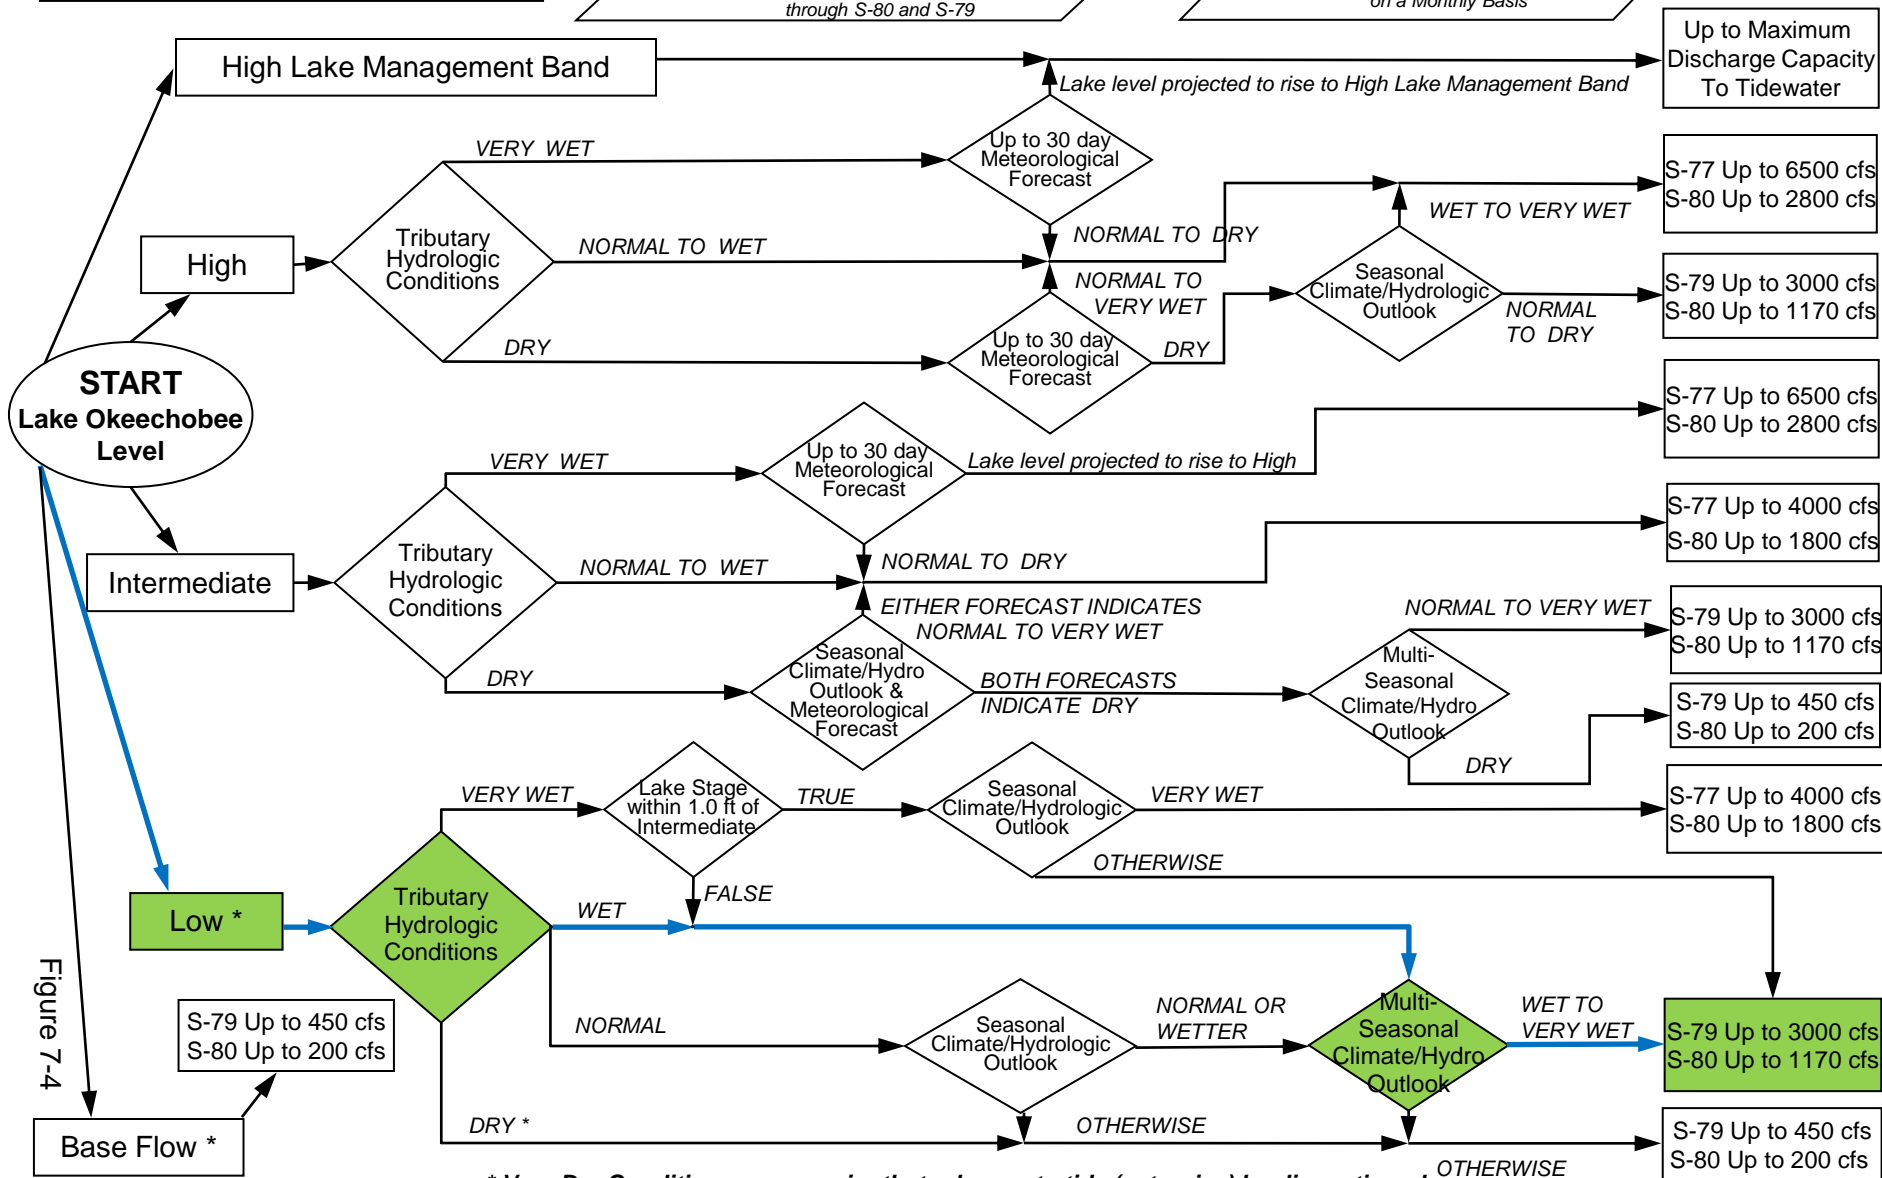 through S-80 and S-79
on a Monthly Basis
High Lake Management Band
Up to Maximum
Discharge Capacity
To Tidewater
Lake level projected to rise to High Lake Management Band
VERY WET
Up to 30 day
Meteorological
Forecast
S-77 Up to 6500 cfs
S-80 Up to 2800 cfs
WET TO VERY WET
High
Tributary
Hydrologic
Conditions
NORMAL TO WET
NORMAL TO DRY
NORMAL TO
VERY WET
Seasonal
Climate/Hydrologic
Outlook
NORMAL
TO DRY
S-79 Up to 3000 cfs
S-80 Up to 1170 cfs
DRY
Up to 30 day
Meteorological
Forecast
DRY
START
Lake Okeechobee
Level
S-77 Up to 6500 cfs
S-80 Up to 2800 cfs
VERY WET
Up to 30 day
Meteorological
Forecast
Lake level projected to rise to High
S-77 Up to 4000 cfs
S-80 Up to 1800 cfs
Intermediate
Tributary
Hydrologic
Conditions
NORMAL TO WET
NORMAL TO DRY
EITHER FORECAST INDICATES
NORMAL TO VERY WET
NORMAL TO VERY WET
S-79 Up to 3000 cfs
S-80 Up to 1170 cfs
DRY
Seasonal
Climate/Hydro
Outlook &
Meteorological
Forecast
BOTH FORECASTS
INDICATE DRY
Multi-
Seasonal
Climate/Hydro
Outlook
S-79 Up to 450 cfs
S-80 Up to 200 cfs
DRY
VERY WET
Lake Stage
within 1.0 ft of
Intermediate
TRUE
Seasonal
Climate/Hydrologic
Outlook
VERY WET
S-77 Up to 4000 cfs
S-80 Up to 1800 cfs
OTHERWISE
FALSE
Low *
Tributary
Hydrologic
Conditions
WET
Figure 7-4
S-79 Up to 450 cfs
S-80 Up to 200 cfs
NORMAL
Seasonal
Climate/Hydrologic
Outlook
NORMAL OR
WETTER
Multi-
Seasonal
Climate/Hydro
Outlook
WET TO
VERY WET
S-79 Up to 3000 cfs
S-80 Up to 1170 cfs
Base Flow *
DRY *
OTHERWISE
OTHERWISE
S-79 Up to 450 cfs
S-80 Up to 200 cfs